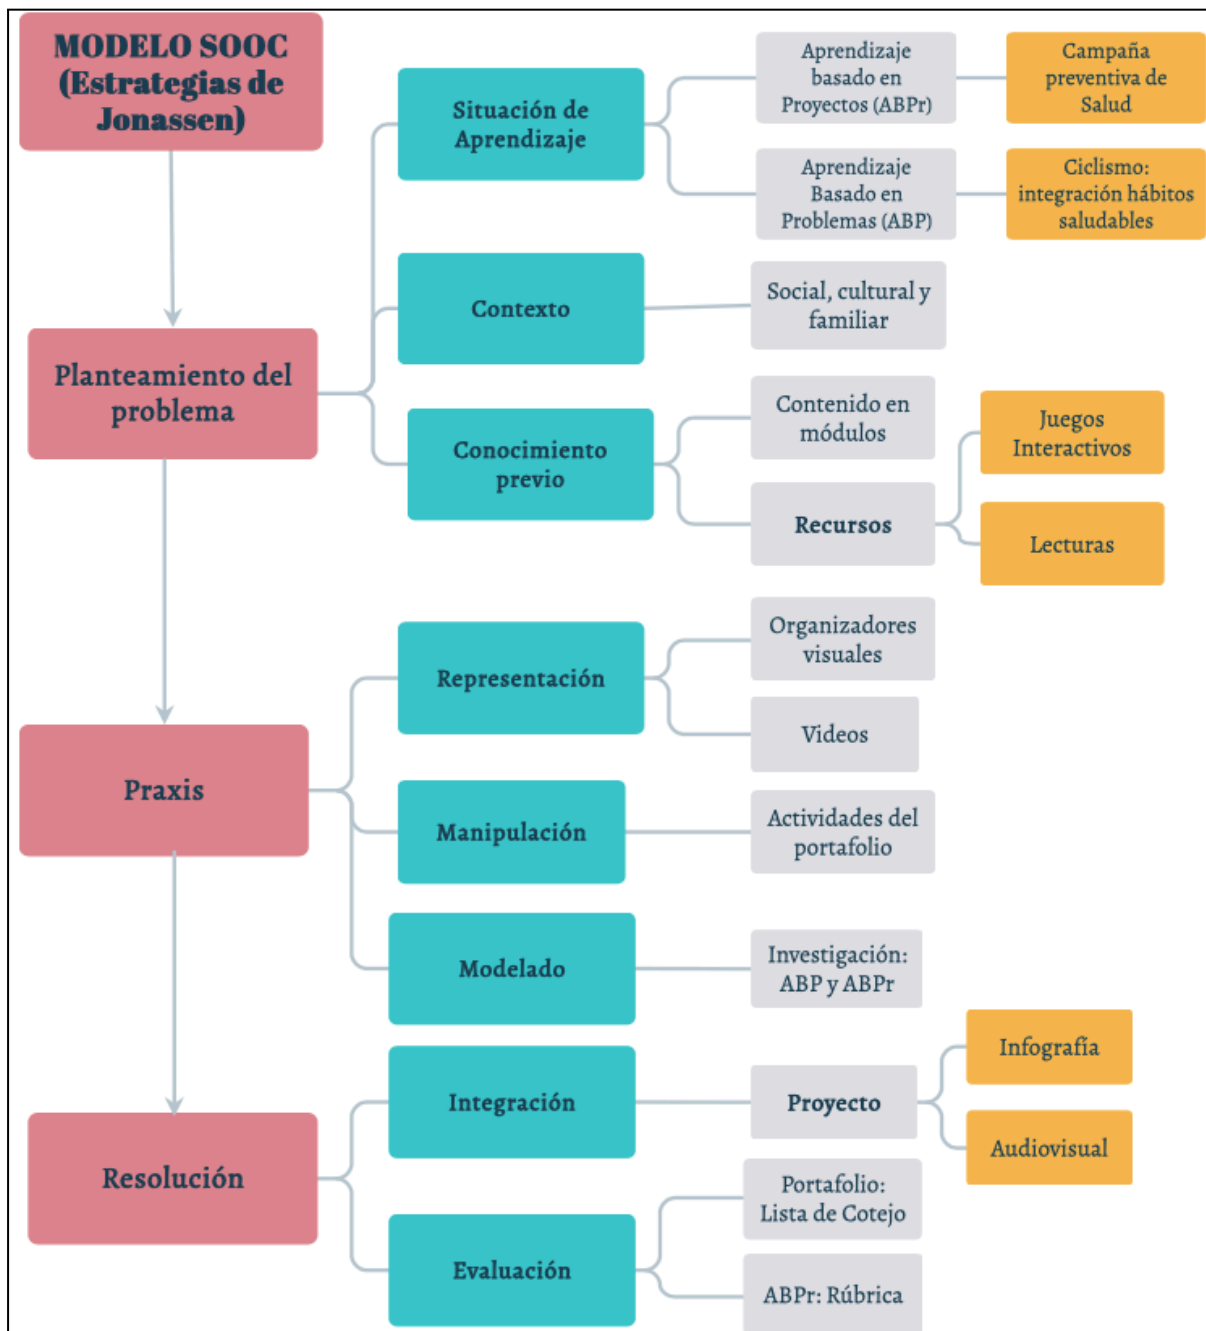 MODELO SOOC
(Estrategias de
Jonassen)
Situación de
Aprendizaje
Aprendizaje
basado en
Proyectos (ABPr)
Campaña
preventiva de
Salud
Aprendizaje
Basado en
Problemas (ABP)
Ciclismo:
integración hábitos
saludables
Planteamiento del
problema
Contexto
Social, cultural y
familiar
Conocimiento
previo
Contenido en
módulos
Recursos
Juegos
Interactivos
Lecturas
Praxis
Representación
Organizadores
visuales
Videos
Manipulación
Actividades del
portafolio
Modelado
Investigación:
ABP y ABPr
Resolución
Integración
Proyecto
Infografía
Audiovisual
Evaluación
Portafolio:
Lista de Cotejo
ABPr: Rúbrica